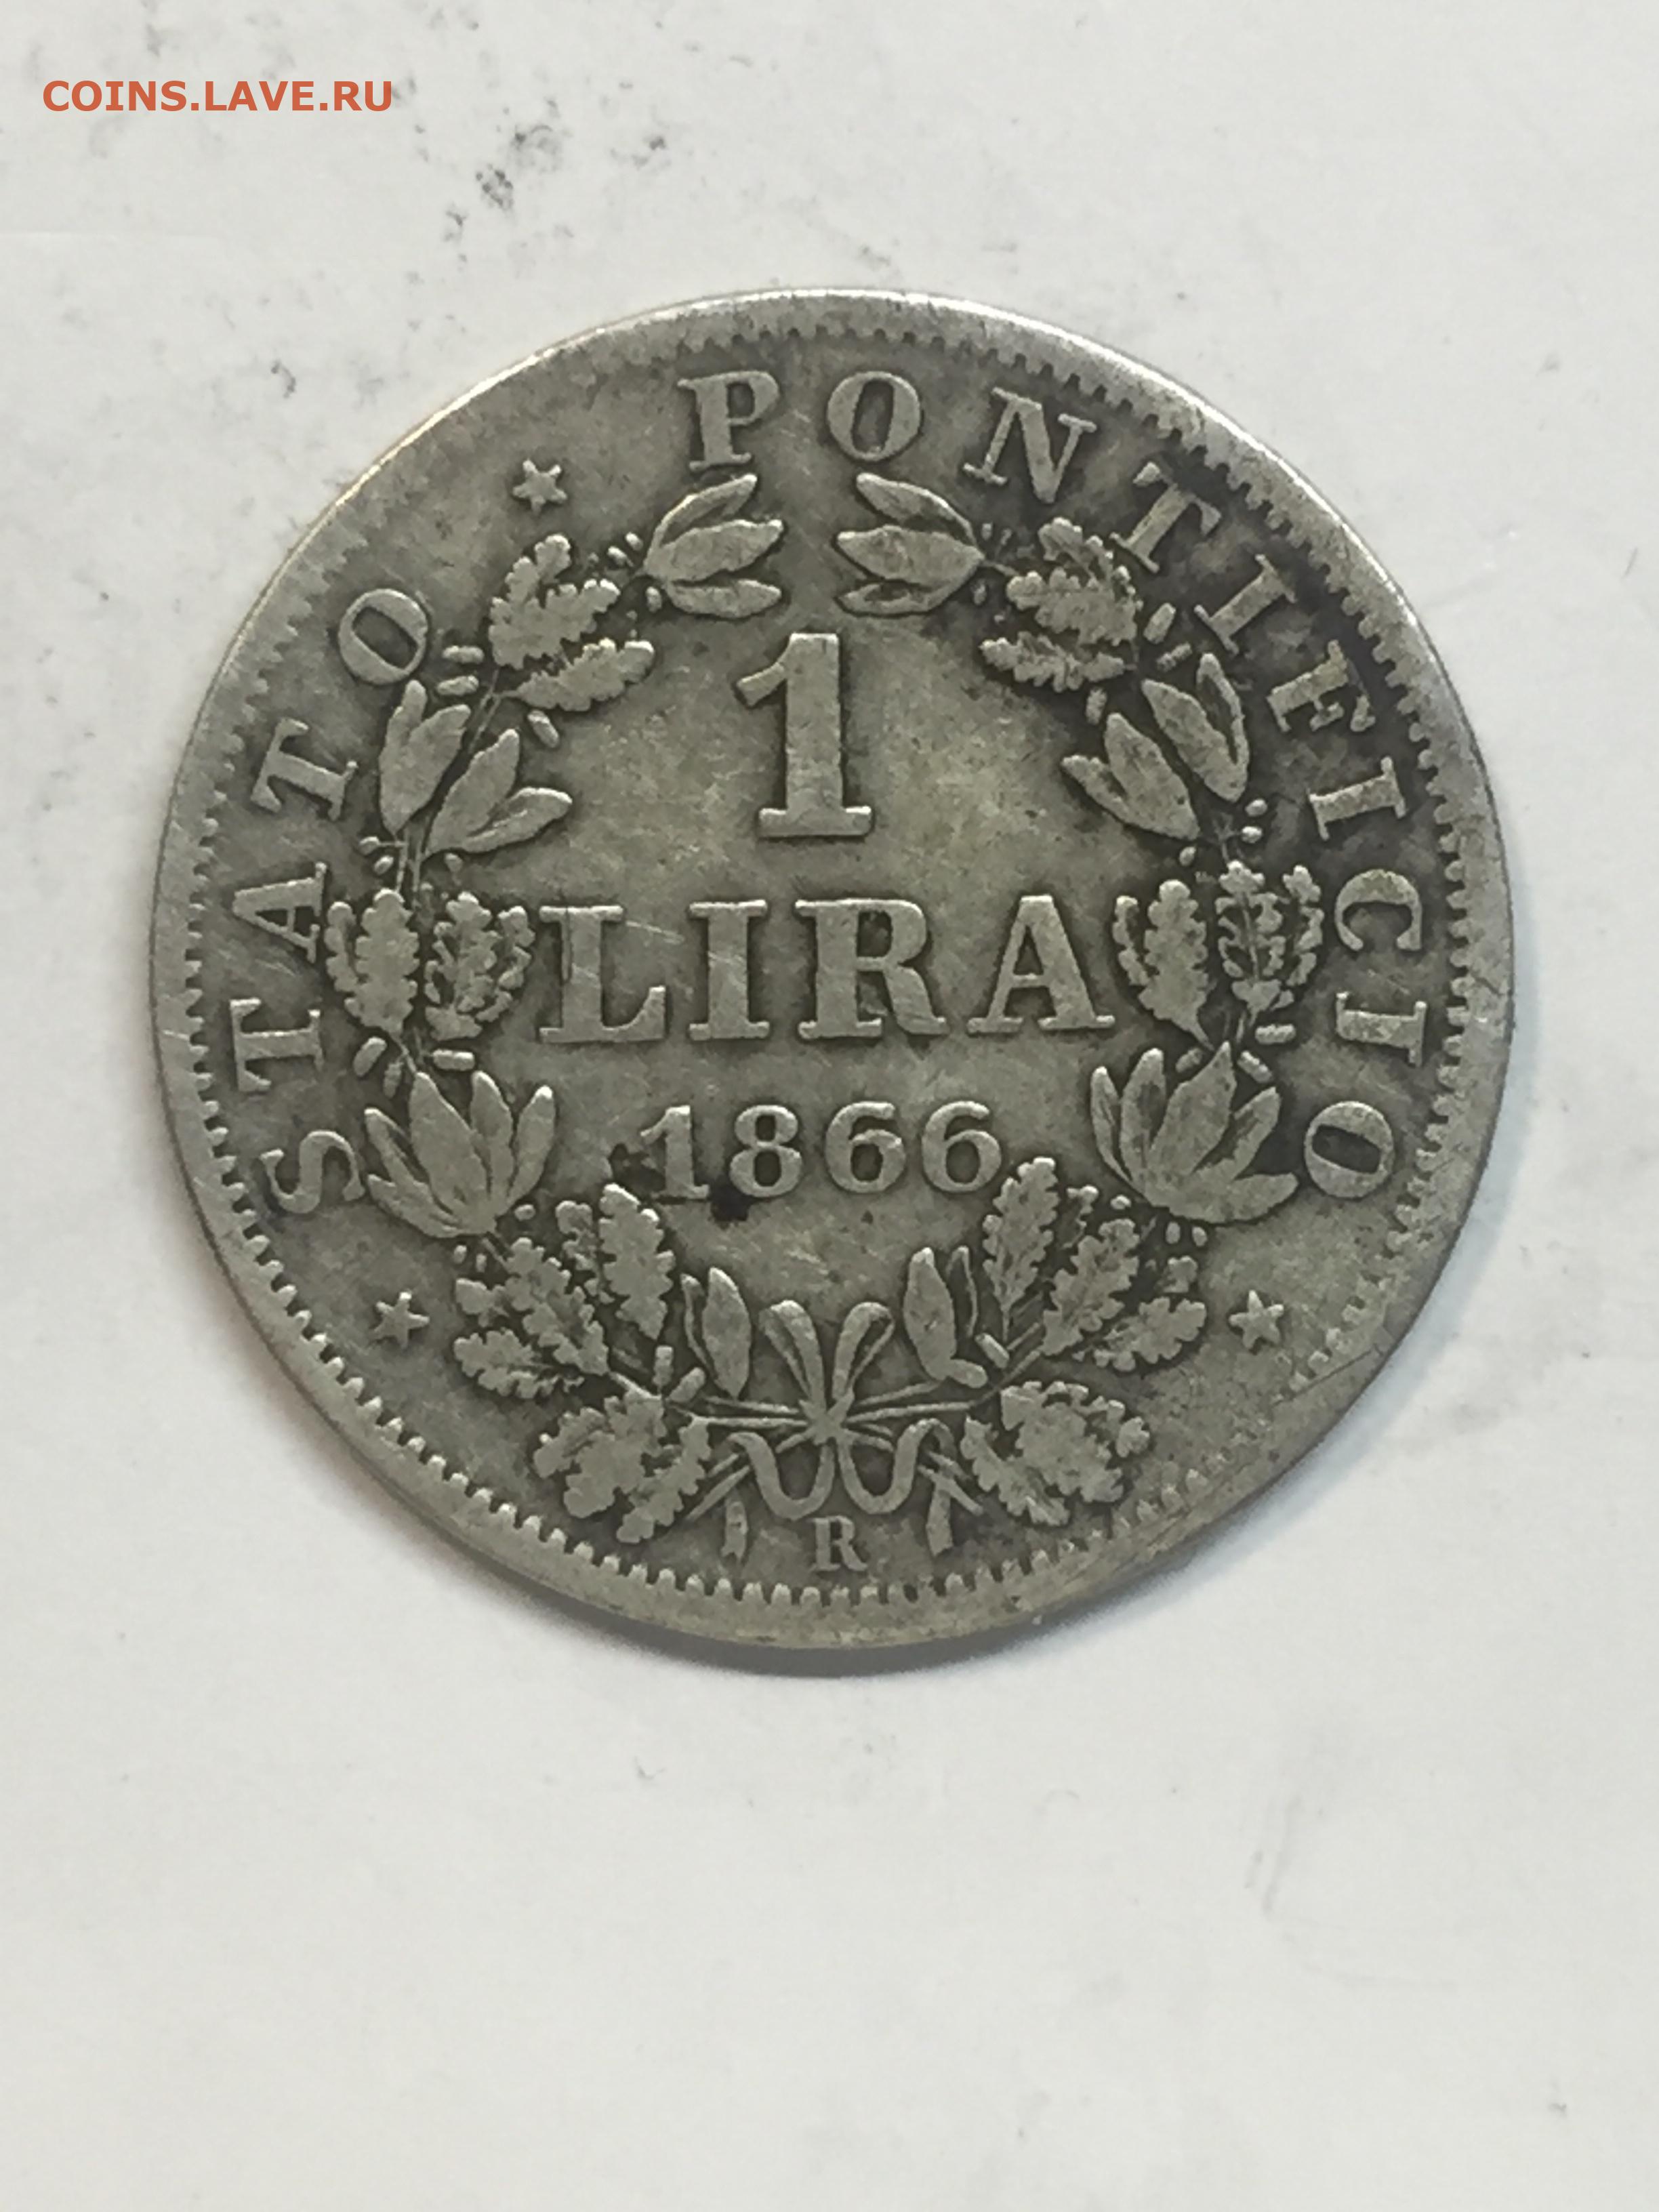 COINS.LAVE.RU
STATO PONTIFICIO
1
LIRA
1866
R